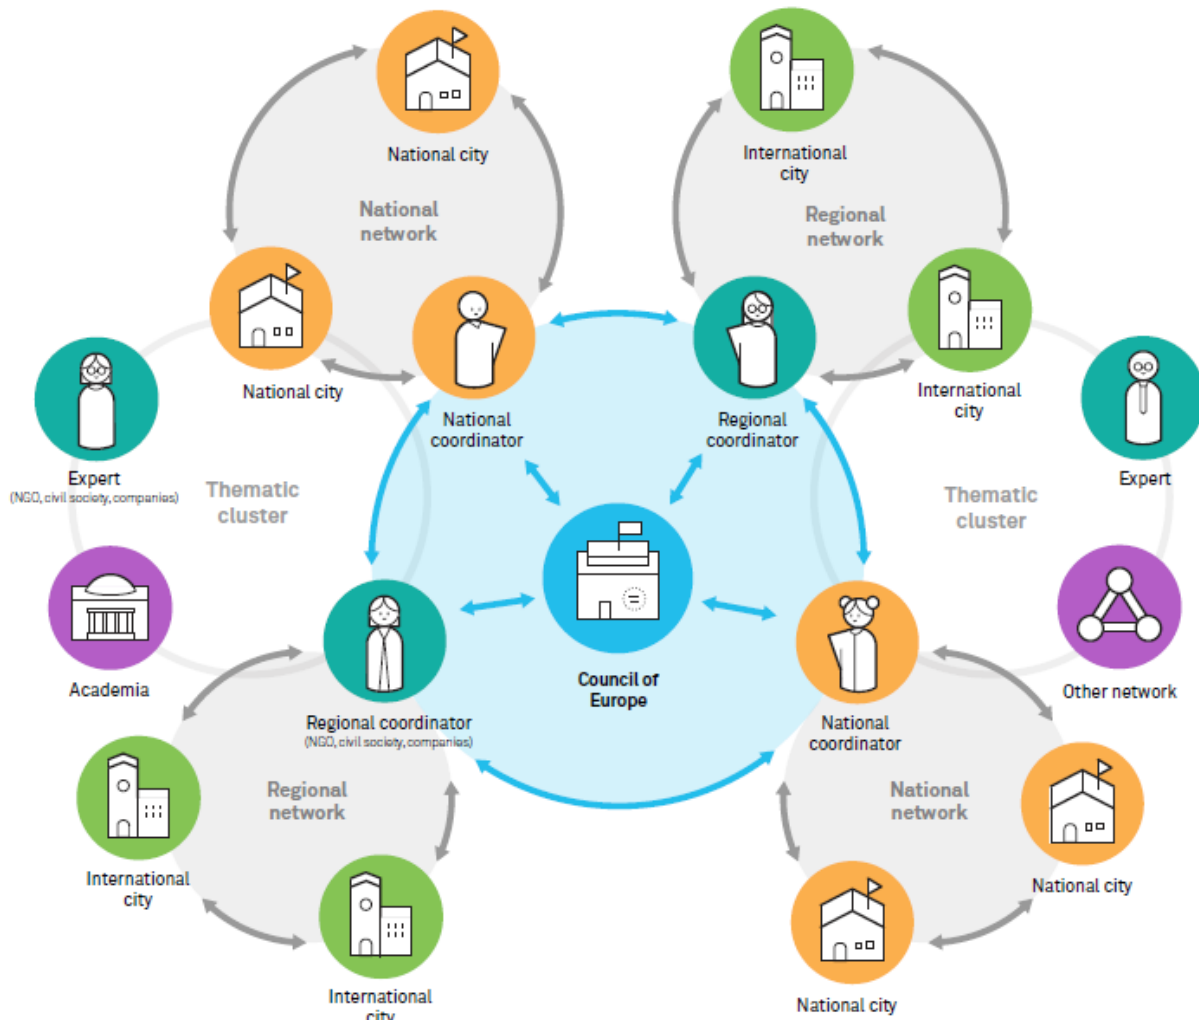 National city
International
city
National
network
Regional
network
National city
International
city
National
coordinator
Regional
coordinator
Expert
(NGO, civil society, companies)
Thematic
cluster
Thematic
cluster
Expert
Academia
Council of
Europe
Other network
Regional coordinator
(NGO, civil society, companies)
National
coordinator
Regional
network
National
network
International
city
National city
International
city
National city